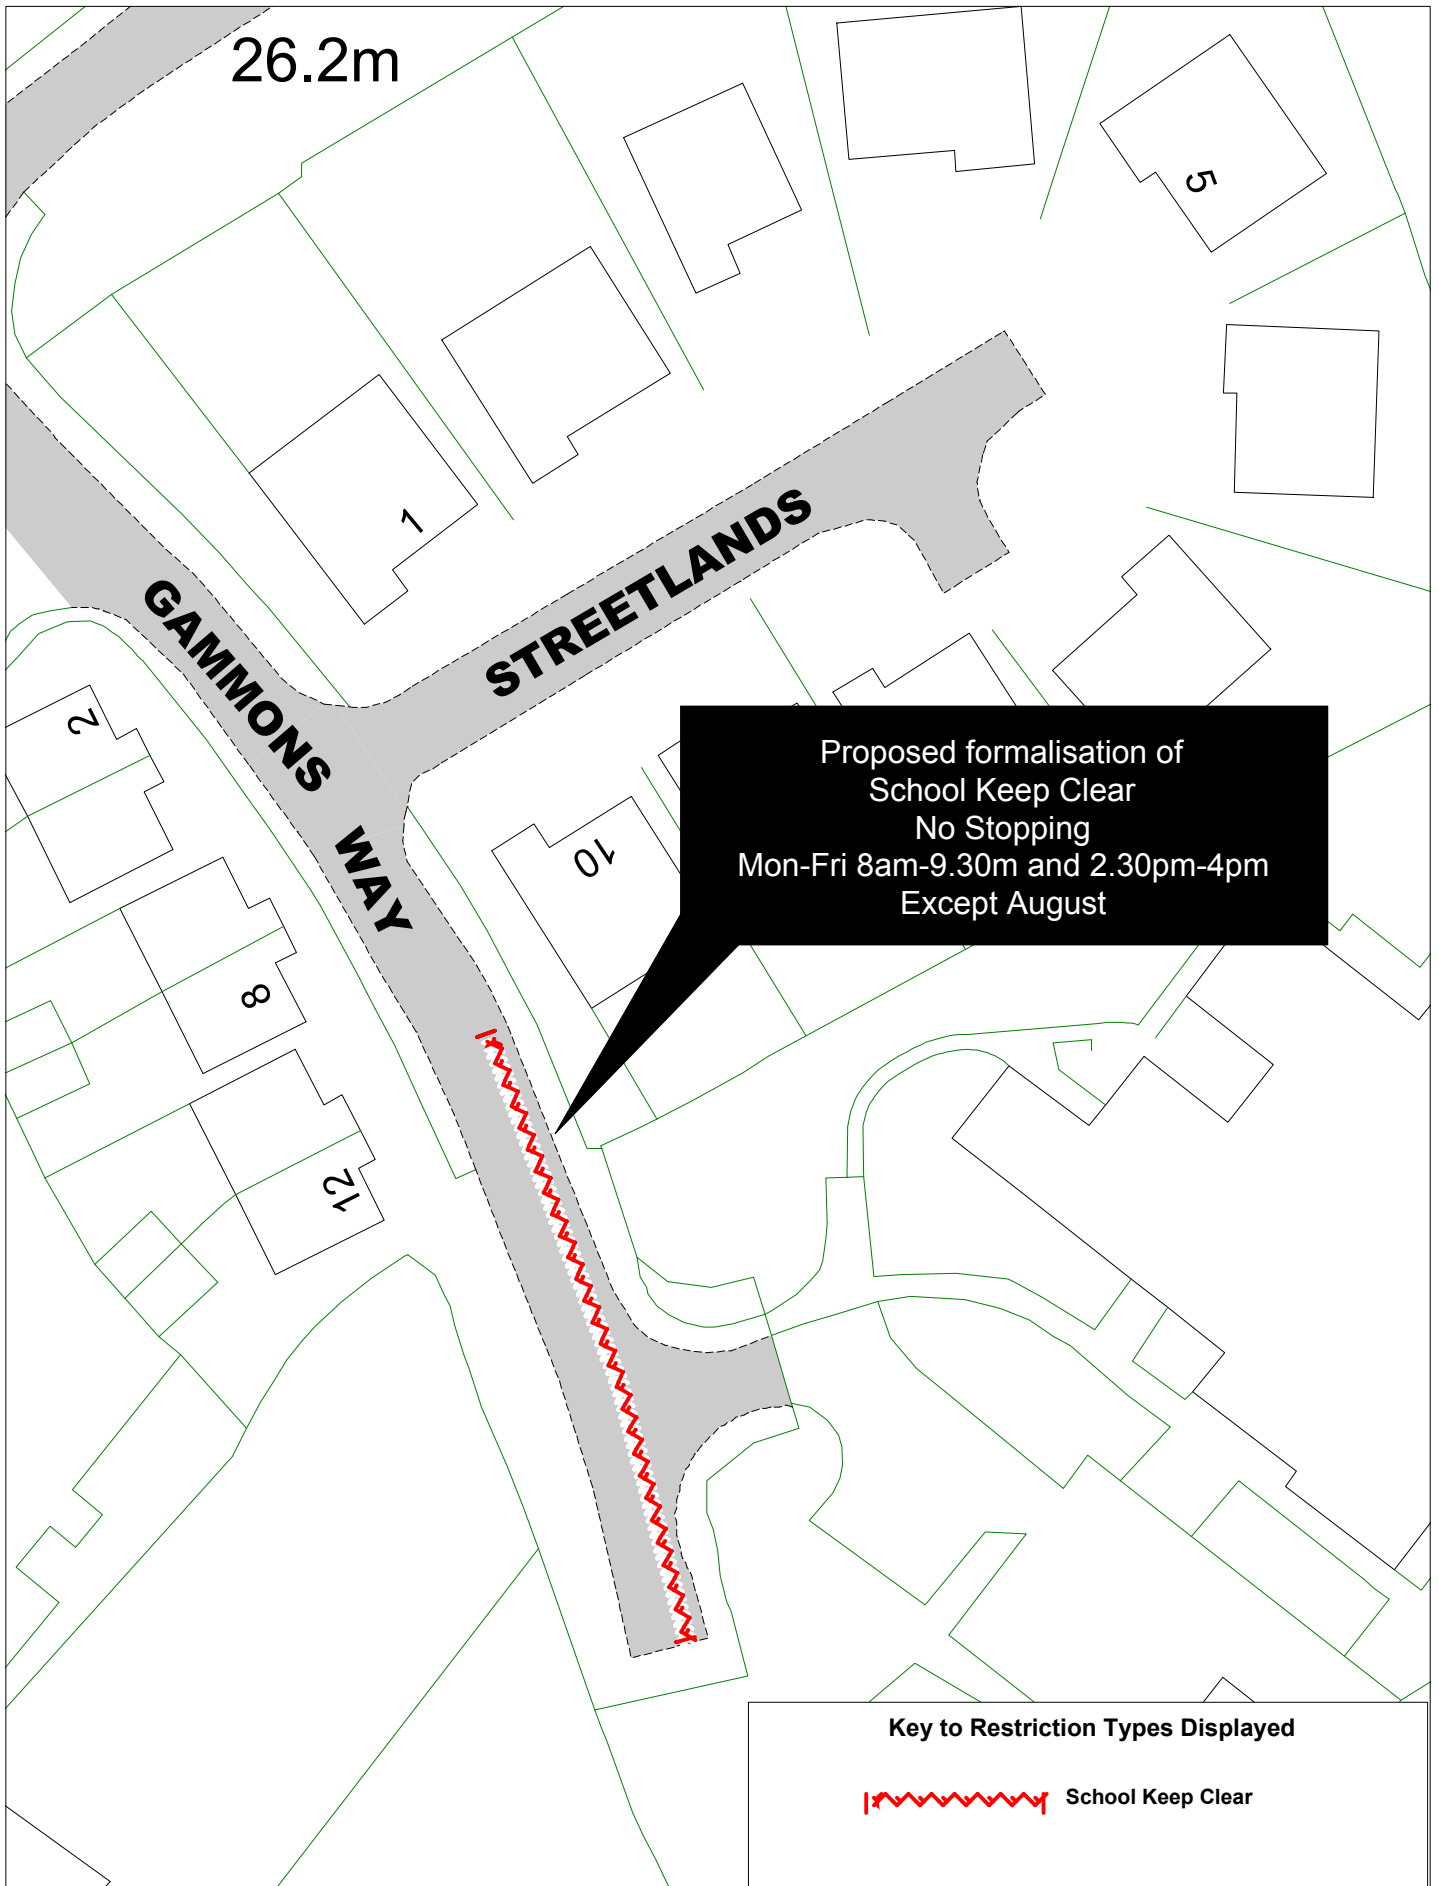 26.2m
5
1
STREETLANDS
GAMMONS
WAY
2
Proposed formalisation of
School Keep Clear
No Stopping
Mon-Fri 8am-9.30m and 2.30pm-4pm
Except August
10
8
12
Key to Restriction Types Displayed
School Keep Clear